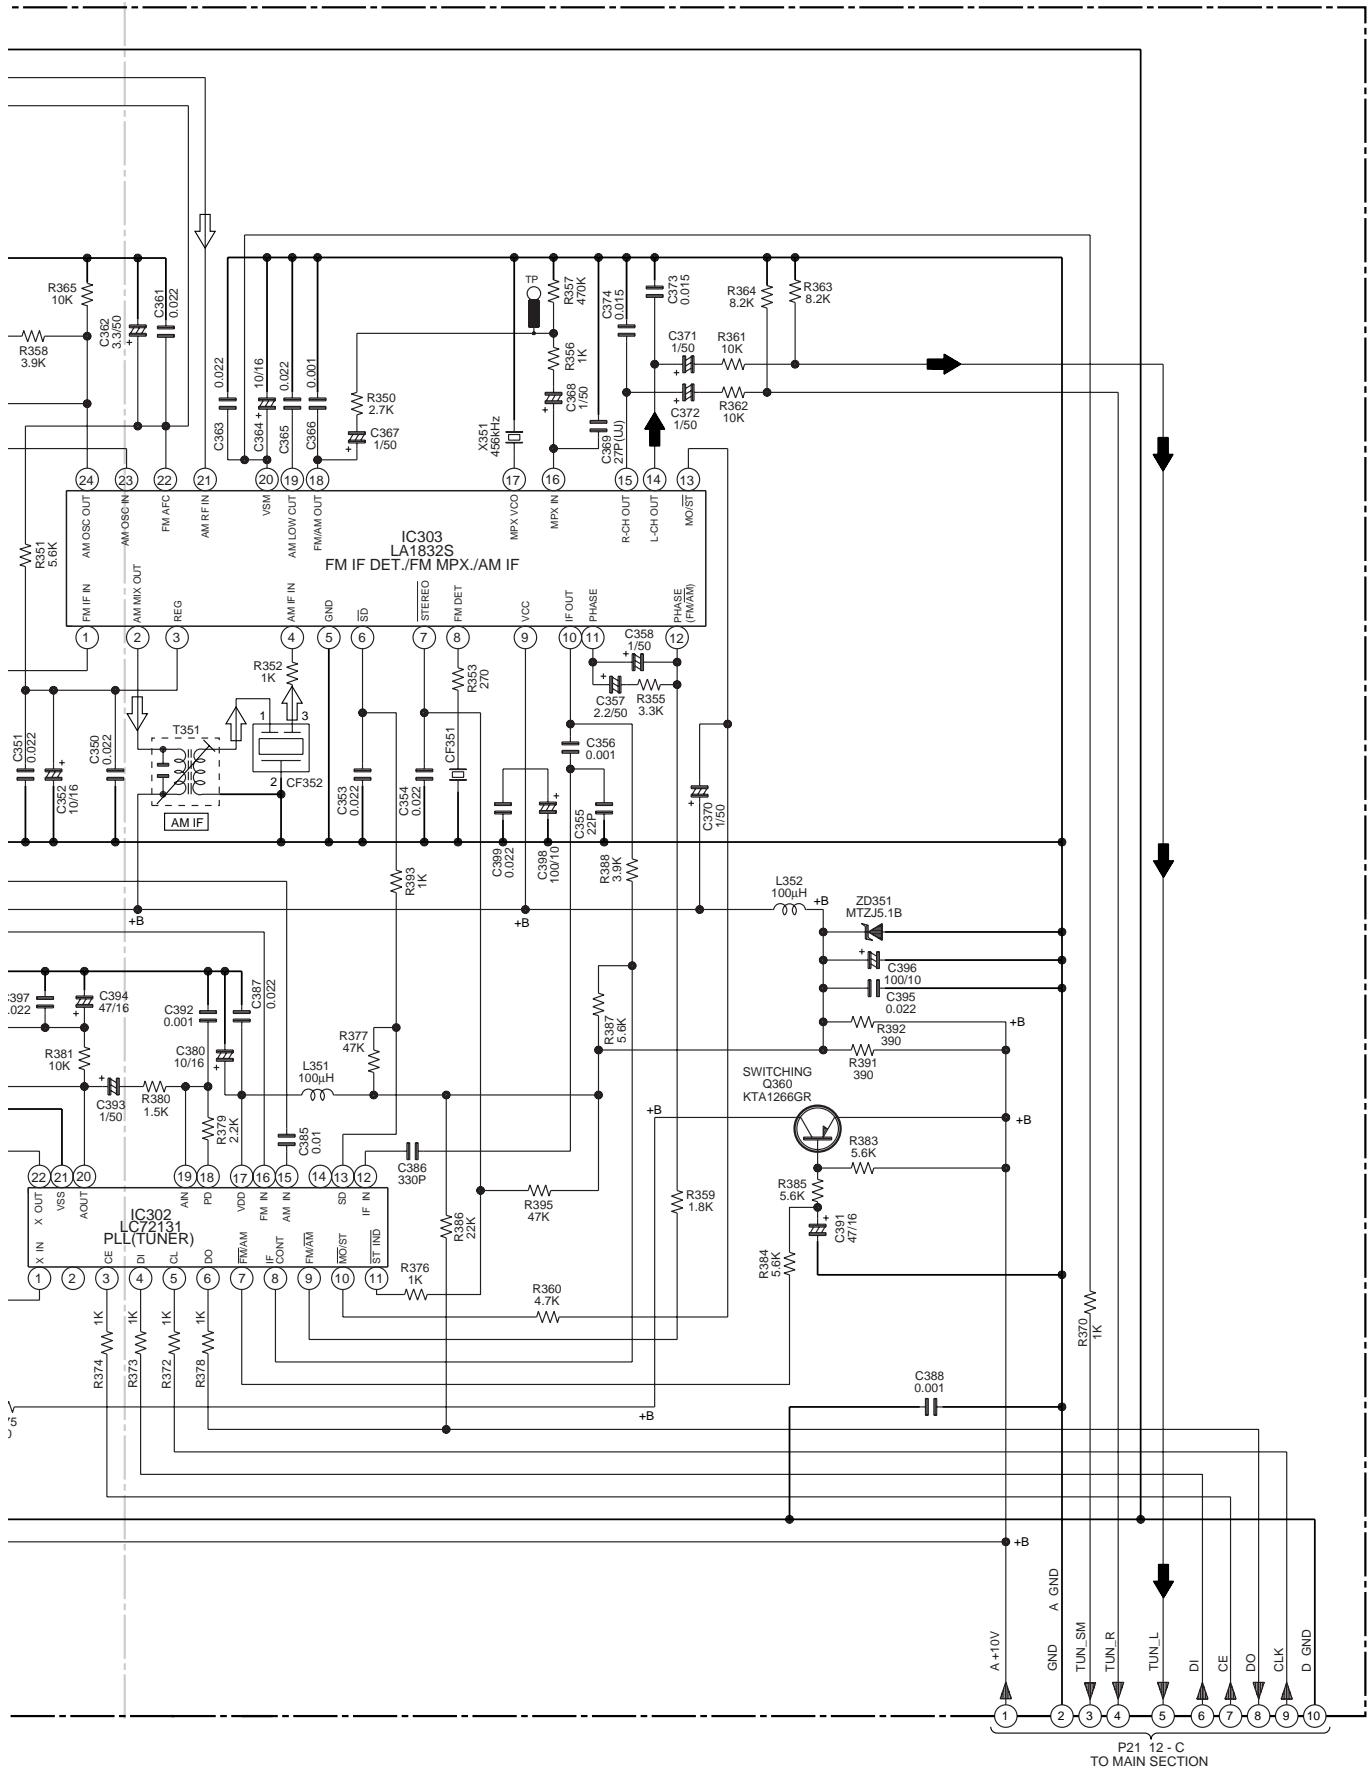 TP
R365
10K
C362
3.3/50
C361
0.022
R358
3.9K
R357
470K
C374
0.015
C373
0.015
R364
8.2K
R363
8.2K
R356
1K
C371
1/50
R361
10K
C363
0.022
C364
10/16
C365
0.022
C366
0.001
R350
2.7K
C367
1/50
X351
456kHz
C368
1/50
C369
27P(UJ)
C372
1/50
R362
10K
24 23 22 21 20 19 18 17 16 15 14 13
AM OSC OUT
AM OSC IN
FM AFC
AM RF IN
VSM
AM LOW CUT
FM/AM OUT
MPX VCO
MPX IN
R-CH OUT
L-CH OUT
MO/ST
R351
5.6K
IC303
LA1832S
FM IF DET./FM MPX./AM IF
FM IF IN
AM MIX OUT
REG
AM IF IN
GND
SD
STEREO
FM DET
VCC
IF OUT
PHASE
PHASE
(FM/AM)
1 2 3 4 5 6 7 8 9 10 11 12
R352
1K
R353
270
C358
1/50
C357
2.2/50
R355
3.3K
C351
0.022
C352
10/16
C350
0.022
T351
AM IF
1 3
2
CF352
C353
0.022
C354
0.022
CF351
C356
0.001
C399
0.022
C398
100/10
C355
22P
R388
3.9K
C370
1/50
R393
1K
+B
+B
L352
100μH
+B
ZD351
MTZJ5.1B
C396
100/10
C395
0.022
R392
390
+B
R391
390
C397
.022
C394
47/16
C392
0.001
C387
0.022
R381
10K
C380
10/16
R377
47K
R387
5.6K
L351
100μH
C393
1/50
R380
1.5K
R379
2.2K
C385
0.01
C386
330P
SWITCHING
Q360
KTA1266GR
+B
+B
R383
5.6K
R385
5.6K
C391
47/16
R384
5.6K
22 21 20 19 18 17 16 15 14 13 12
X OUT
VSS
AOUT
AIN
PD
VDD
FM IN
AM IN
SD
IF IN
IC302
LC72131
PLL(TUNER)
X IN
CE
DI
CL
DO
FM/AM
IF
CONT
FM/AM
MO/ST
ST IND
1 2 3 4 5 6 7 8 9 10 11
R395
47K
R386
22K
R359
1.8K
R376
1K
R360
4.7K
R374
1K
R373
1K
R372
1K
R378
1K
R370
1K
C388
0.001
+B
+B
A +10V
GND
A GND
TUN_SM
TUN_R
TUN_L
DI
CE
DO
CLK
D GND
1 2 3 4 5 6 7 8 9 10
P21 12 - C
TO MAIN SECTION